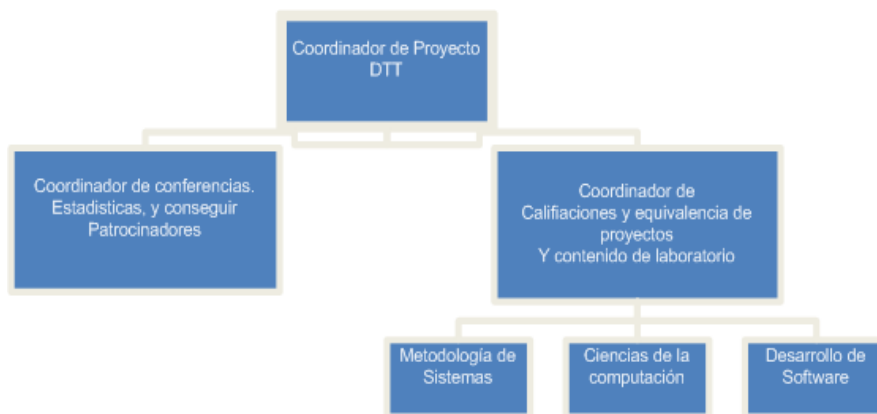 Coordinador de Proyecto
DTT
Coordinador de conferencias.
Estadisticas, y conseguir
Patrocinadores
Coordinador de
Califiaciones y equivalencia de
proyectos
Y contenido de laboratorio
Metodología de
Sistemas
Ciencias de la
computación
Desarrollo de
Software